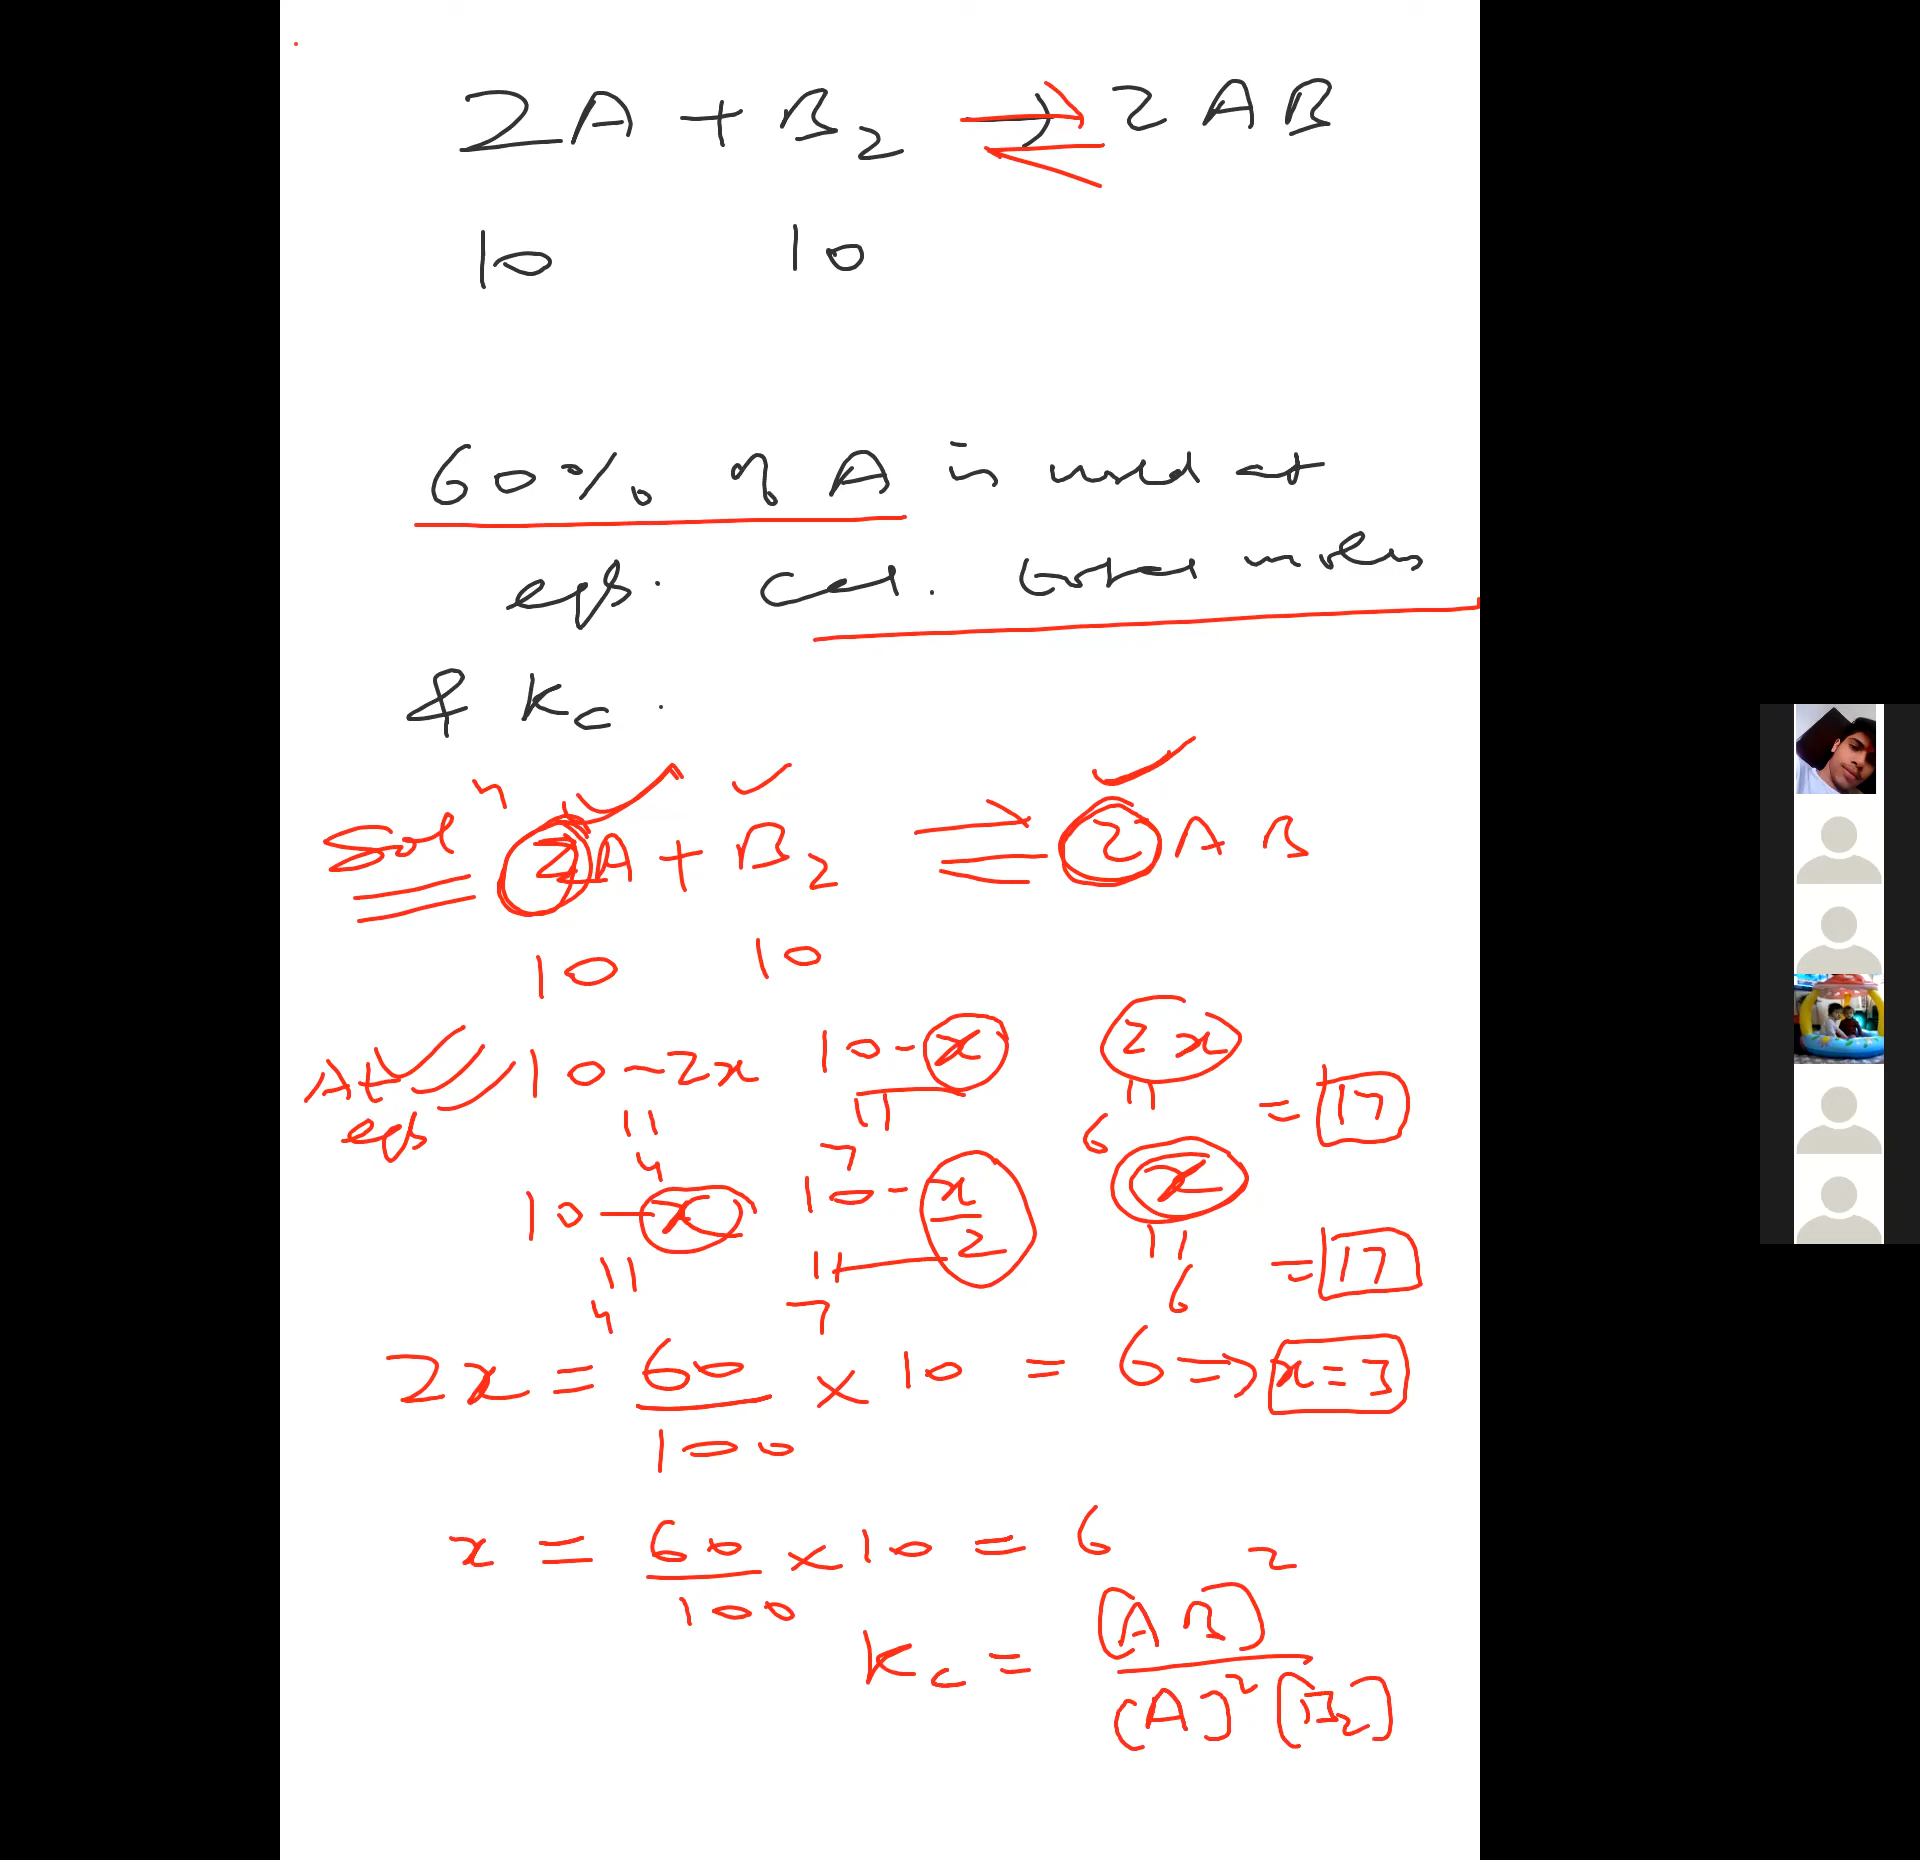 2A + B₂ ⇌ 2AB
10 10
60% of A is used at
eqb. Cal. total moles
& Kc.
Solⁿ 2A + B₂ ⇌ 2AB
10 10
At eqb 10-2x 10-x 2x
4 7 6 = 17
10-x 10-x/2 x
4 7 6 = 17
2x = 60/100 × 10 = 6 ⇒ x = 3
x = 60/100 × 10 = 6
Kc = [AB]²/[A]²[B₂]